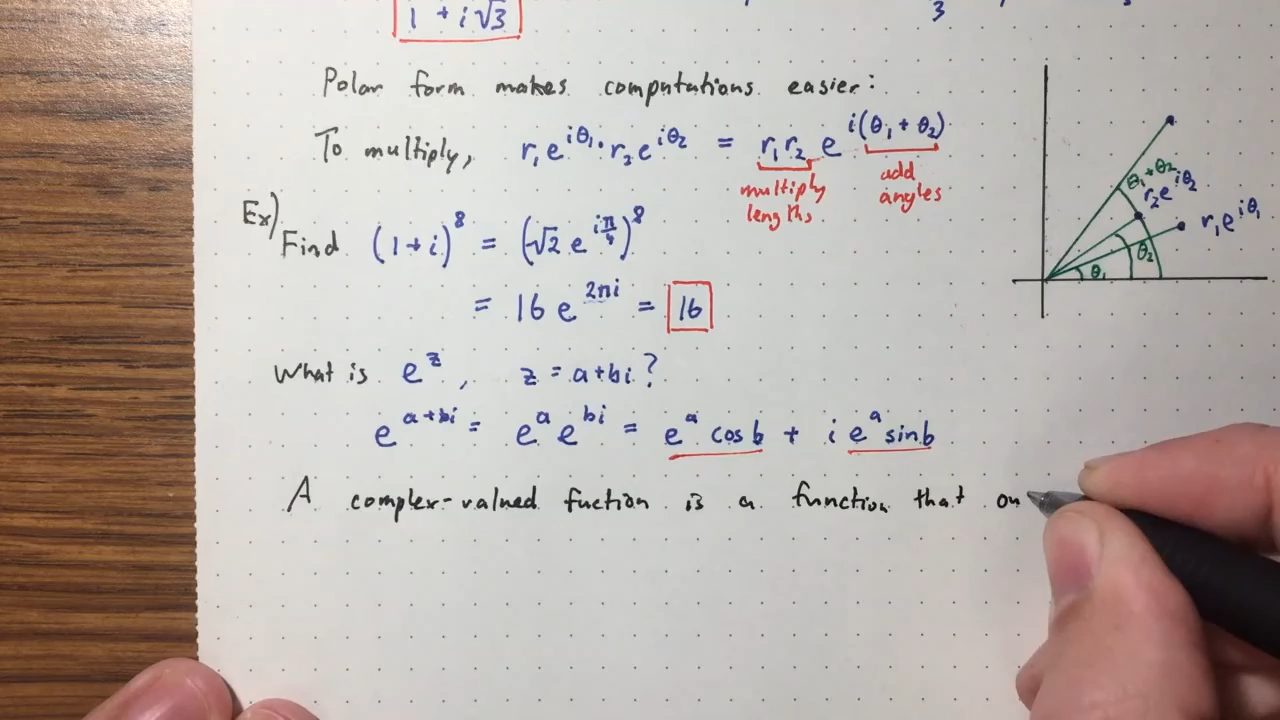 1 + i√3
3
Polar form makes computations easier:
To multiply, r₁e^{iθ₁}·r₂e^{iθ₂} = r₁r₂ e^{i(θ₁ + θ₂)}
multiply lengths
add angles
Ex)
Find (1+i)^8 = (√2 e^{iπ/4})^8
= 16 e^{2πi} = 16
What is e^z, z = a+bi?
e^{a+bi} = e^a e^{bi} = e^a cos b + i e^a sin b
A complex-valued fuction is a function that ou
θ₁+θ₂
r₂e^{iθ₂}
r₁e^{iθ₁}
θ₂
θ₁